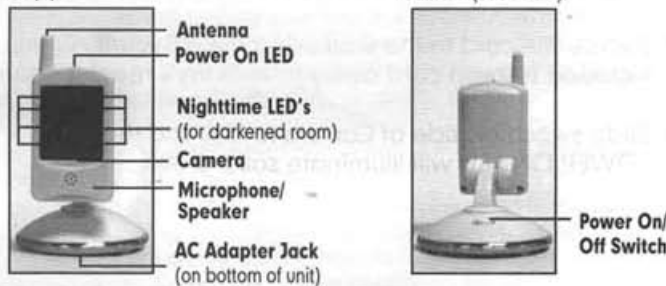 Antenna
Power On LED
Nighttime LED's
(for darkened room)
Camera
Microphone/
Speaker
AC Adapter Jack
(on bottom of unit)
Power On/
Off Switch